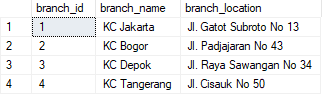 branch_id branch_name branch_location
1 1 KC Jakarta Jl. Gatot Subroto No 13
2 2 KC Bogor Jl. Padjajaran No 43
3 3 KC Depok Jl. Raya Sawangan No 34
4 4 KC Tangerang Jl. Cisauk No 50